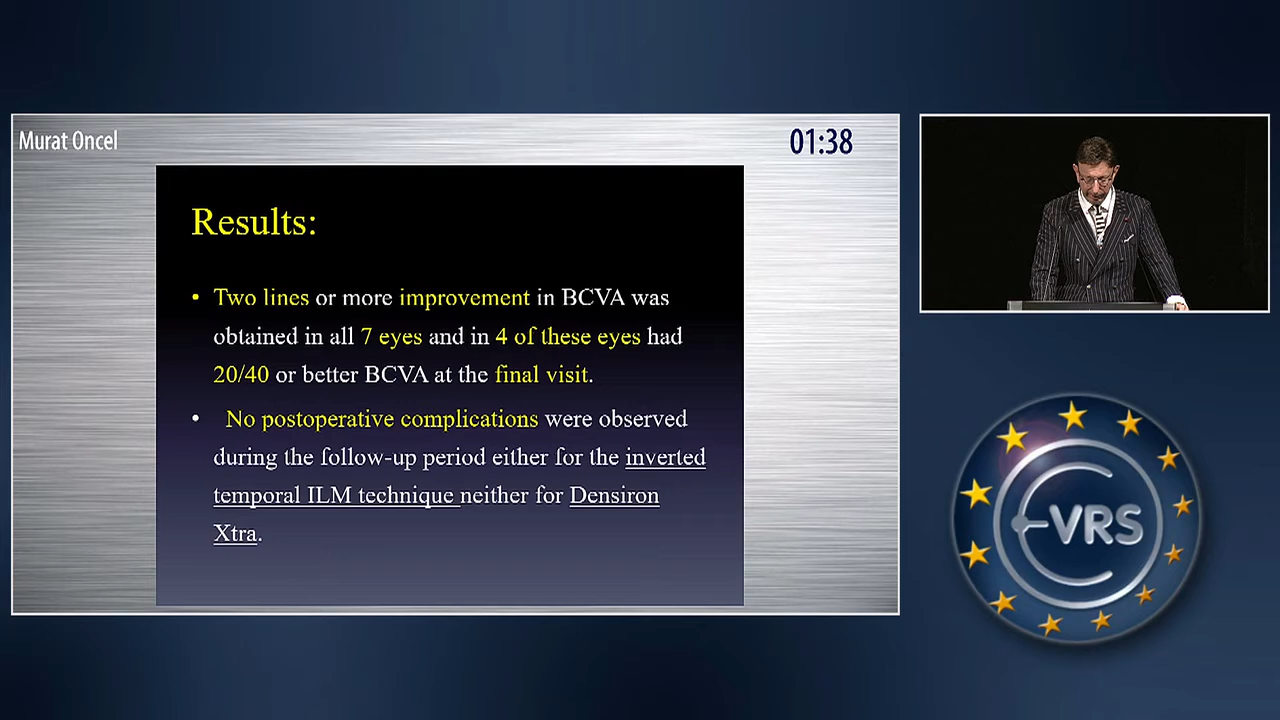 Murat Oncel
01:38
Results:
• Two lines or more improvement in BCVA was
obtained in all 7 eyes and in 4 of these eyes had
20/40 or better BCVA at the final visit.
• No postoperative complications were observed
during the follow-up period either for the inverted
temporal ILM technique neither for Densiron
Xtra.
EVRS